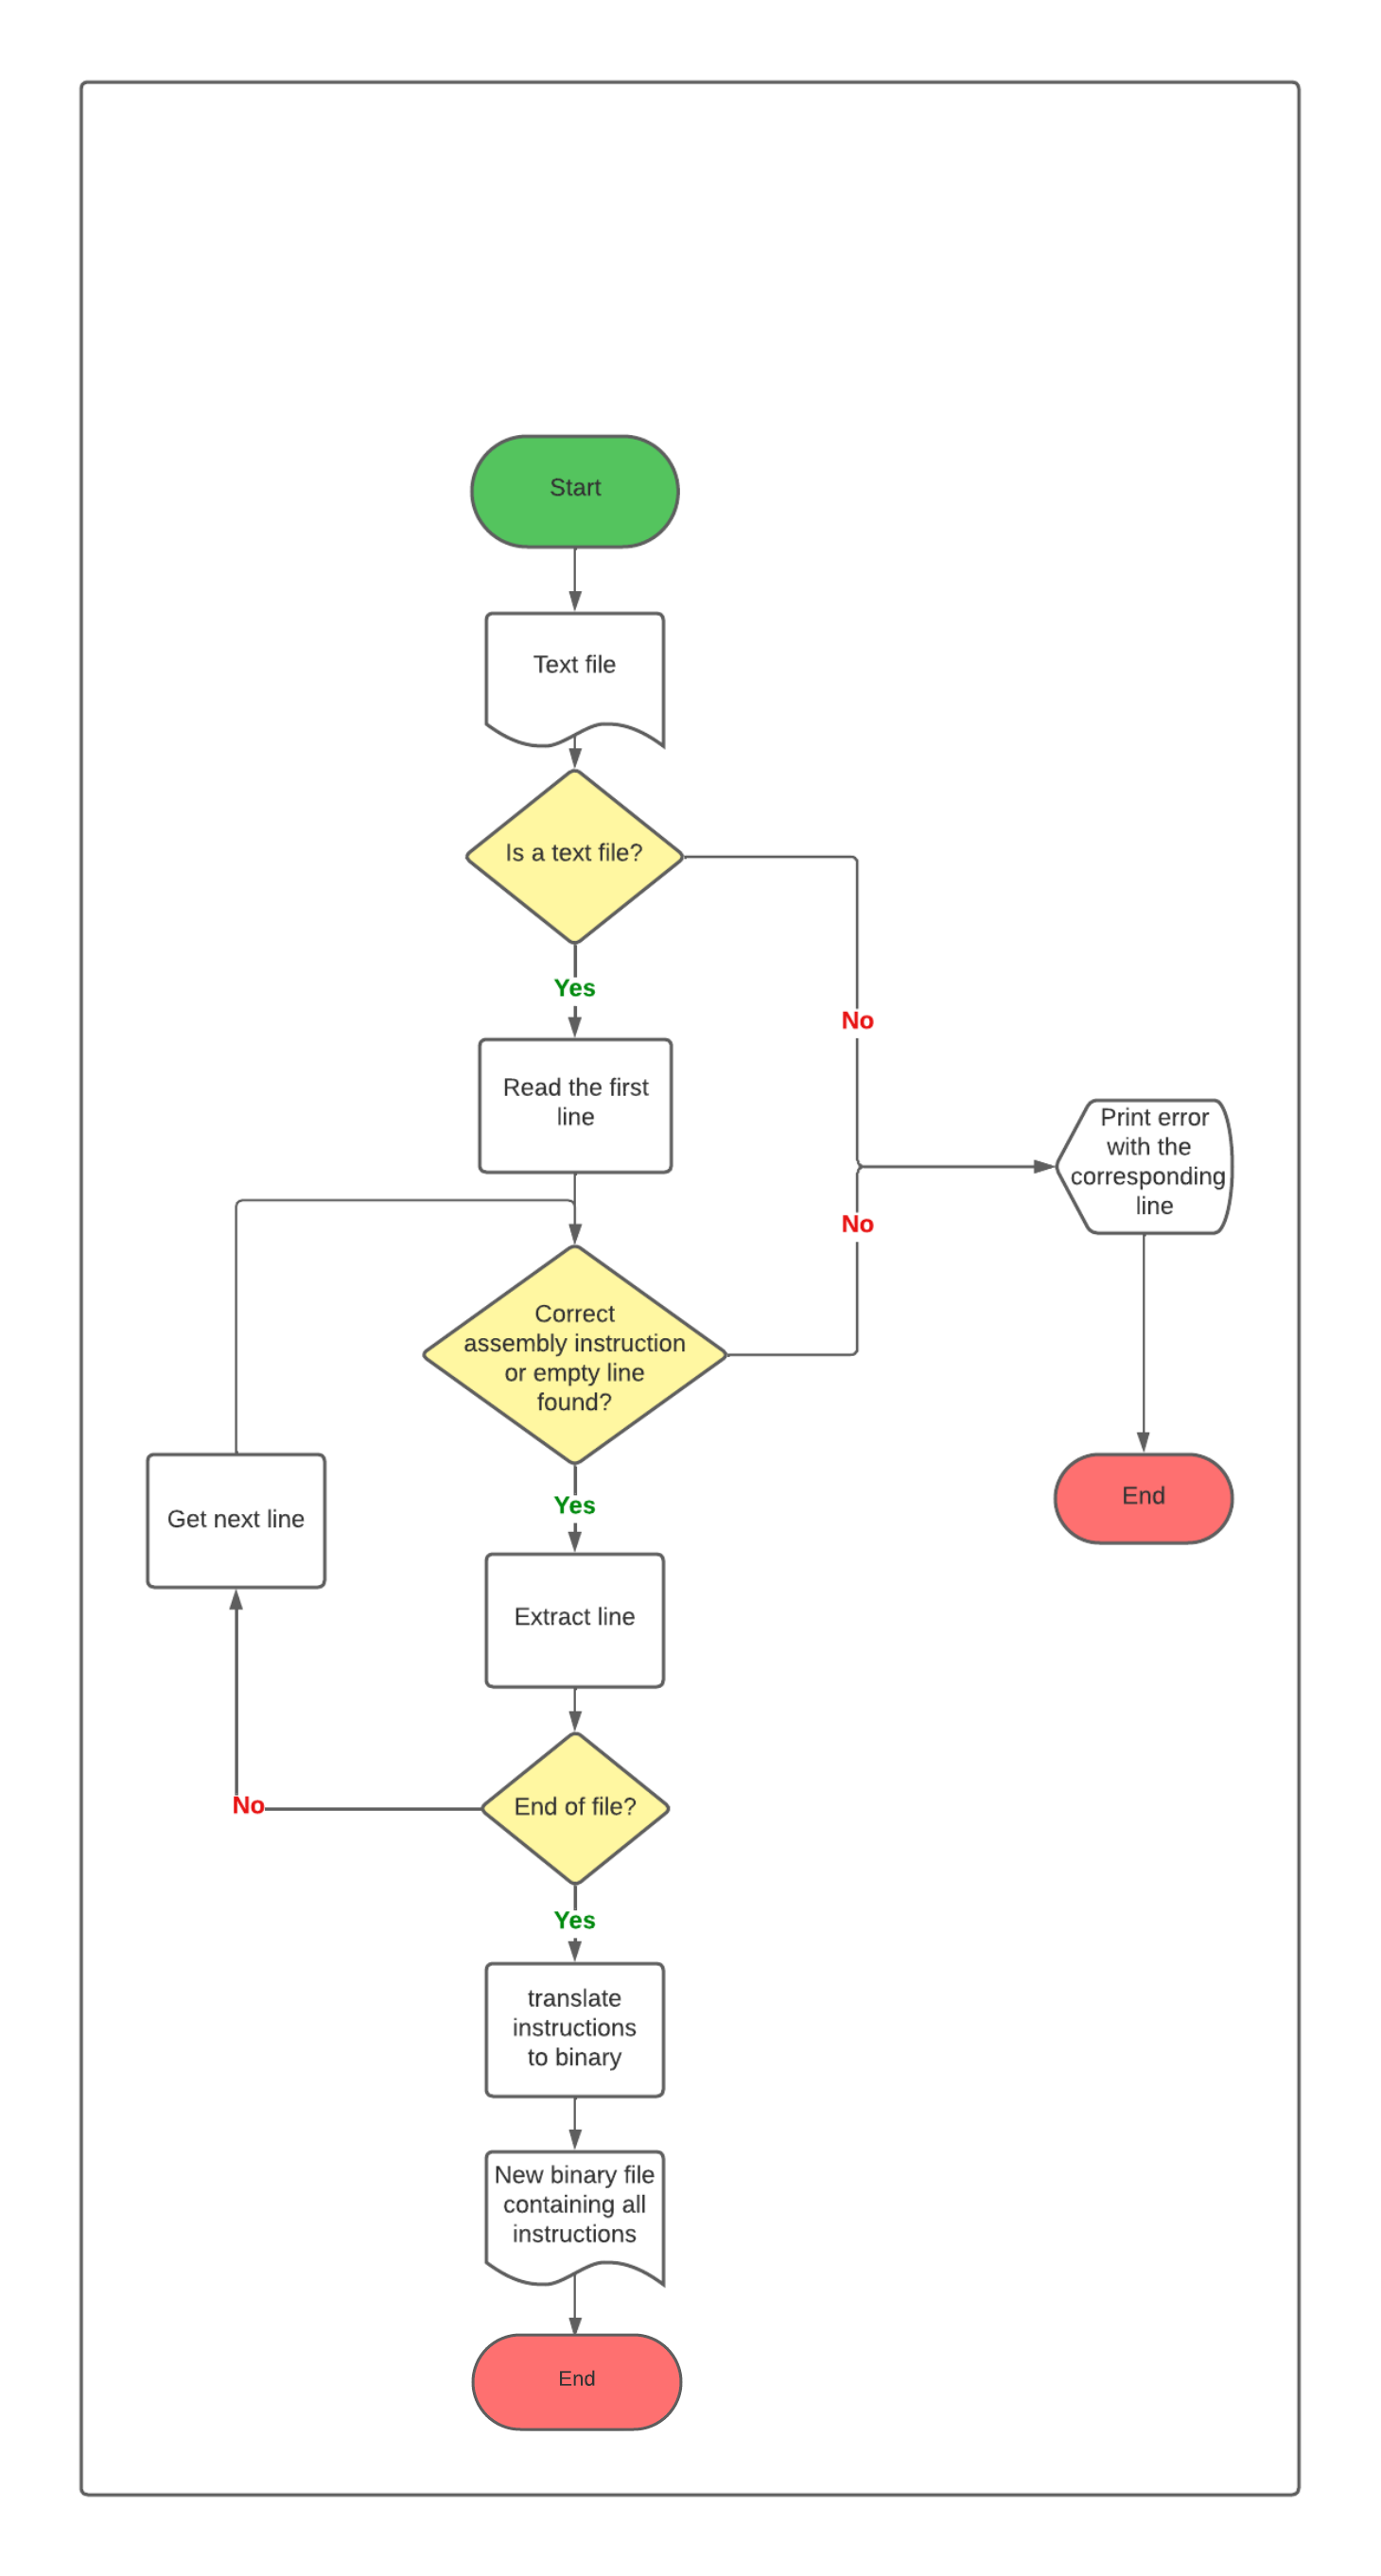 Start
Text file
Is a text file?
Yes
No
Read the first
line
Print error
with the
corresponding
line
No
Correct
assembly instruction
or empty line
found?
Yes
Get next line
End
Extract line
End of file?
No
Yes
translate
instructions
to binary
New binary file
containing all
instructions
End